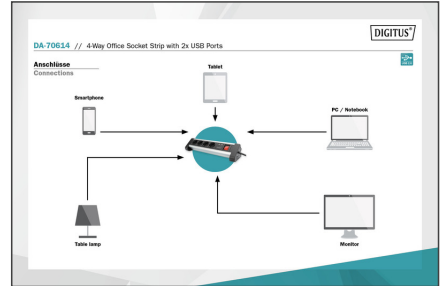 DIGITUS®
DA-70614 // 4-Way Office Socket Strip with 2x USB Ports
Anschlüsse
Connections
Tablet
Smartphone
PC / Notebook
Table lamp
Monitor